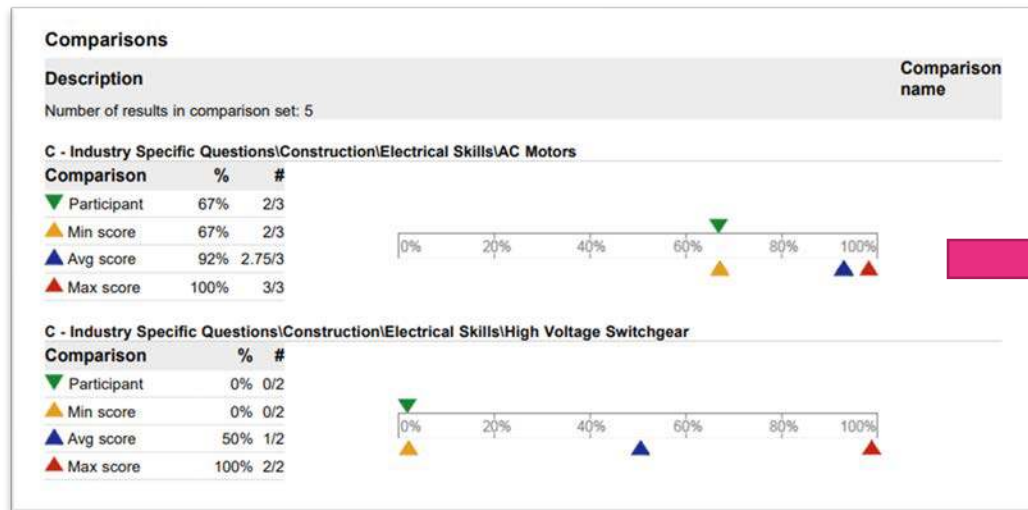 Comparisons
Description
Comparison
name
Number of results in comparison set: 5
C - Industry Specific Questions\Construction\Electrical Skills\AC Motors
Comparison % #
Participant 67% 2/3
Min score 67% 2/3
Avg score 92% 2.75/3
Max score 100% 3/3
0% 20% 40% 60% 80% 100%
C - Industry Specific Questions\Construction\Electrical Skills\High Voltage Switchgear
Comparison % #
Participant 0% 0/2
Min score 0% 0/2
Avg score 50% 1/2
Max score 100% 2/2
0% 20% 40% 60% 80% 100%